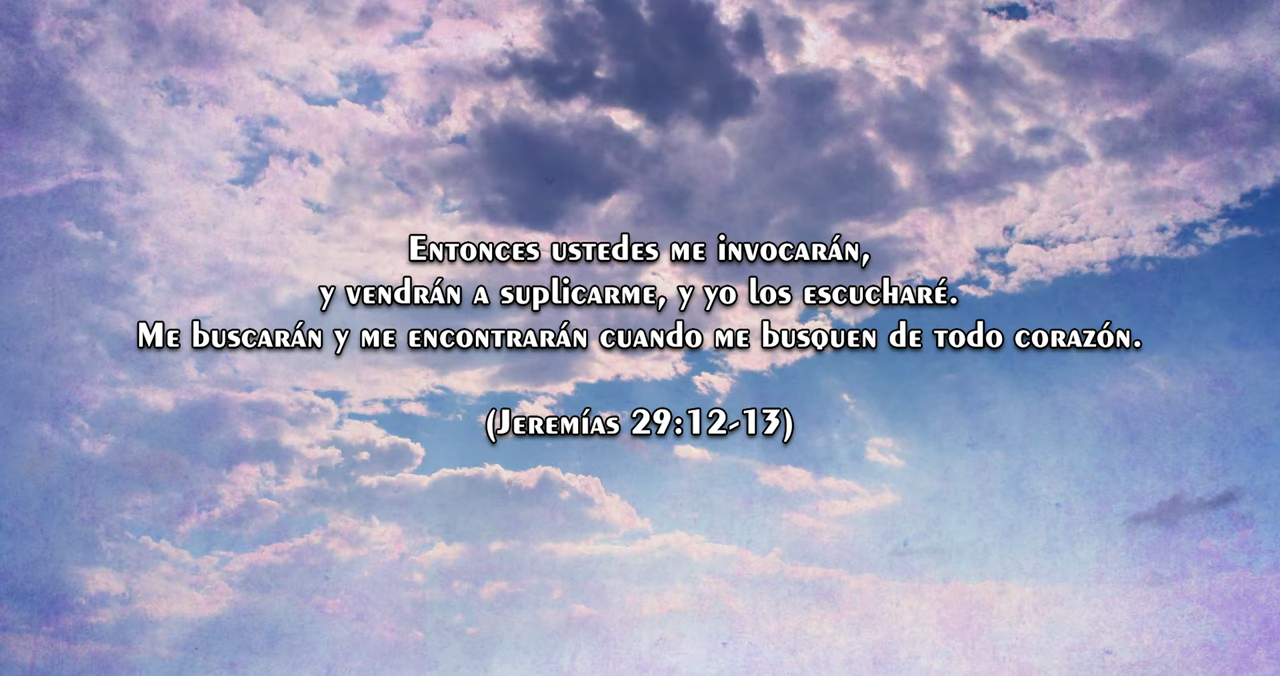 Entonces ustedes me invocarán,
y vendrán a suplicarme, y yo los escucharé.
Me buscarán y me encontrarán cuando me busquen de todo corazón.
(Jeremías 29:12-13)